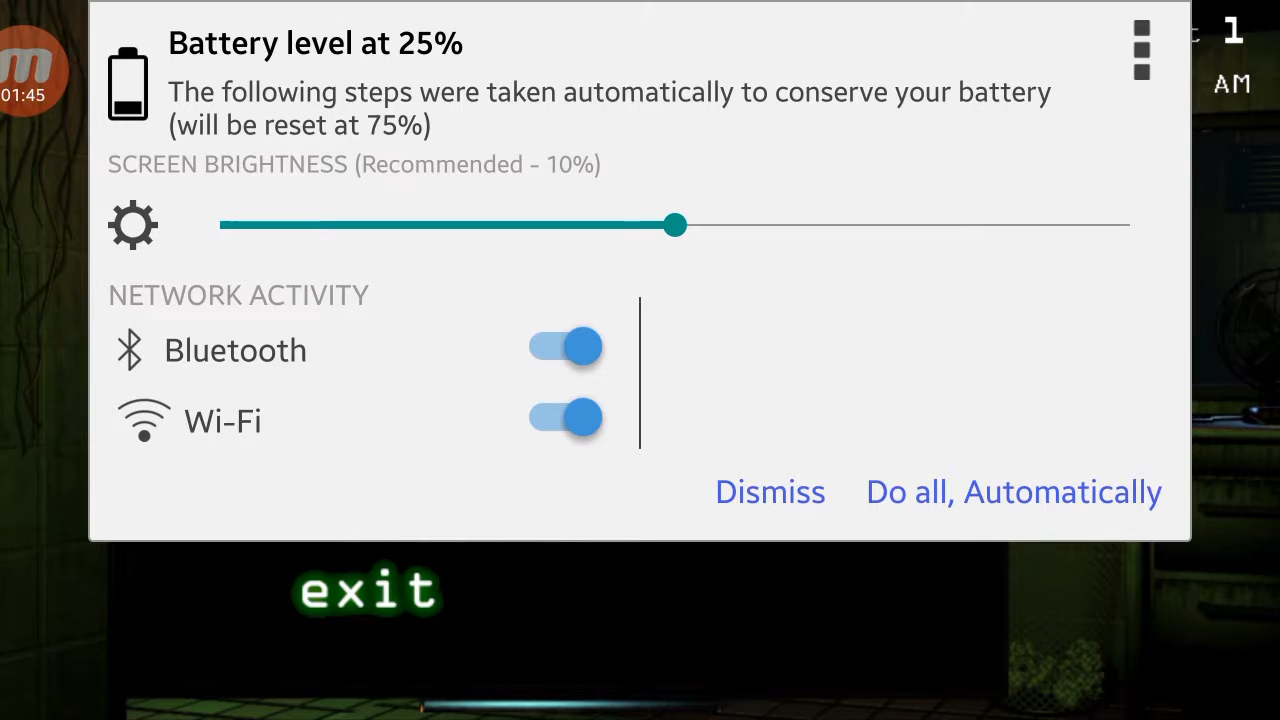 Battery level at 25%
The following steps were taken automatically to conserve your battery
(will be reset at 75%)
1
AM
01:45
SCREEN BRIGHTNESS (Recommended - 10%)
NETWORK ACTIVITY
Bluetooth
Wi-Fi
Dismiss
Do all, Automatically
exit